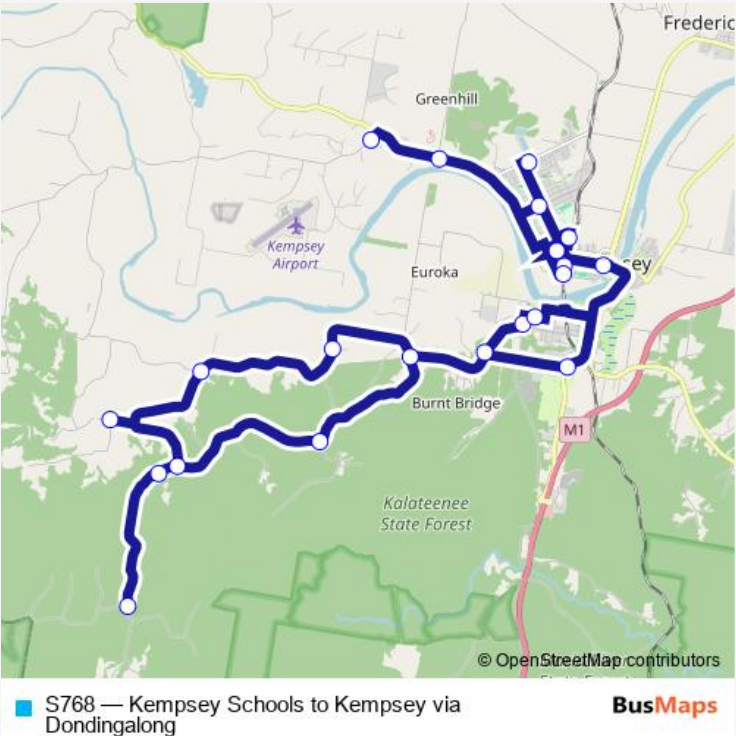 Frederic
Greenhill
Kempsey
Airport
Euroka
sey
Burnt Bridge
M1
Kalateenee
State Forest
© OpenStreetMap contributors
S768 — Kempsey Schools to Kempsey via
Dondingalong
BusMaps